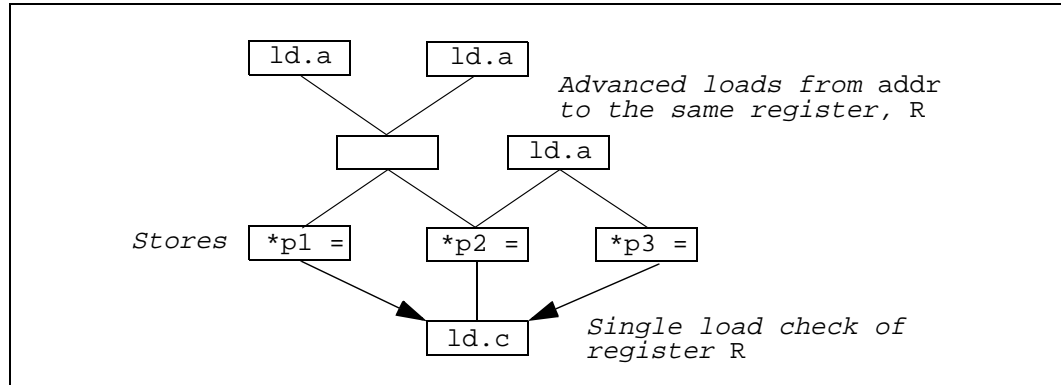 ld.a
ld.a
Advanced loads from addr
to the same register, R
ld.a
Stores
*p1 =
*p2 =
*p3 =
ld.c
Single load check of
register R